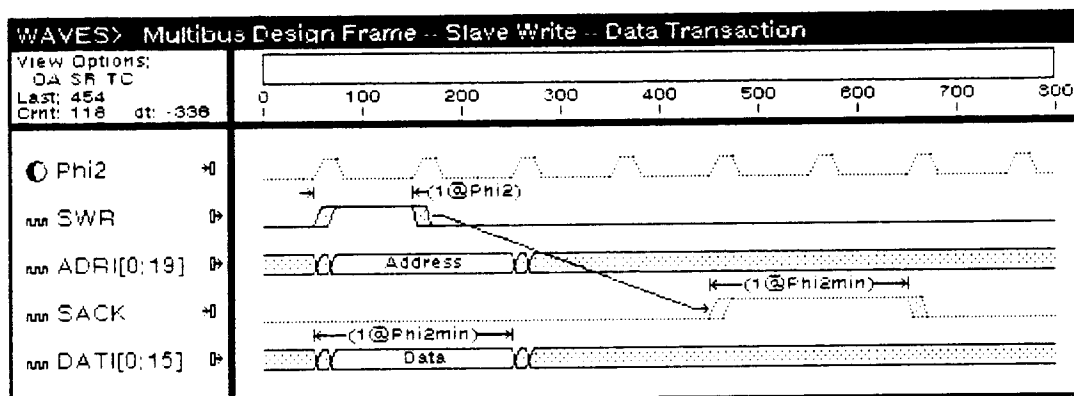 WAVES> Multibus Design Frame -- Slave Write -- Data Transaction
View Options:
OA SR TC
Last: 454
Crnt: 118 dt: -336
0 100 200 300 400 500 600 700 800
Phi2
(1@Phi2)
SWR
ADRI[0:19] Address
(1@Phi2min)
SACK
(1@Phi2min)
DATI[0:15] Data